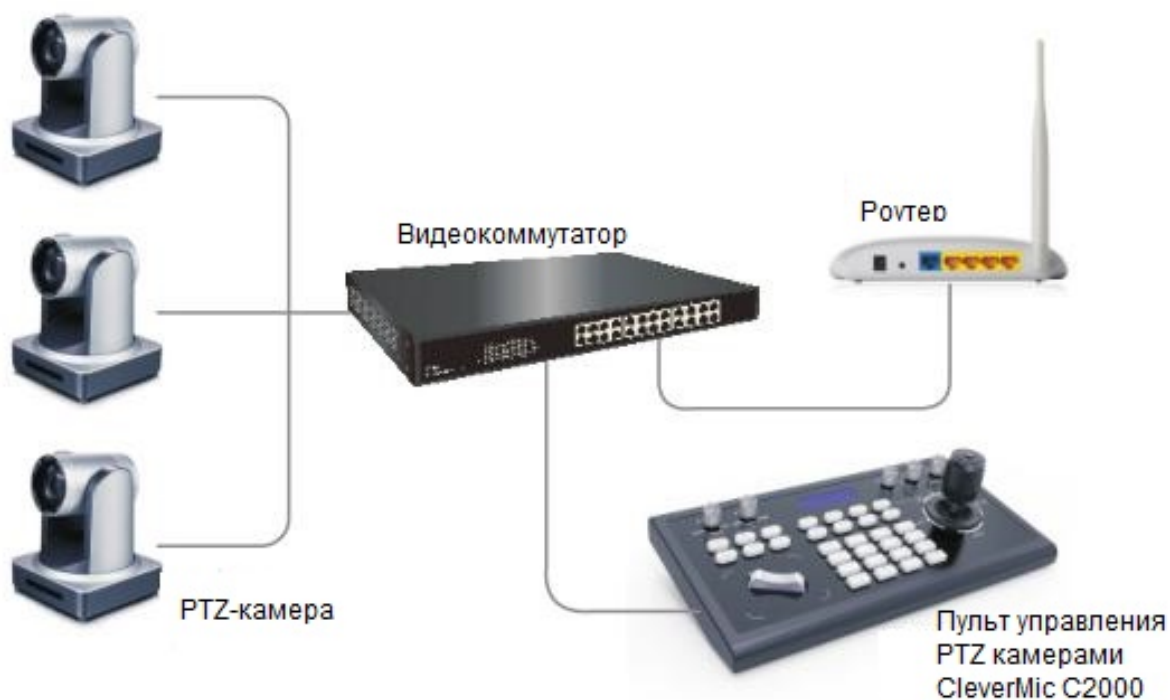 Видеокоммутатор
Роутер
PTZ-камера
Пульт управления
PTZ камерами
CleverMic C2000